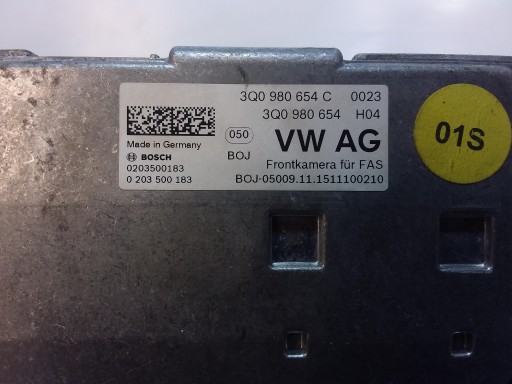 3Q0 980 654 C 0023
3Q0 980 654 H04
050 VW AG
Made in Germany
BOSCH BOJ Frontkamera für FAS
0203500183
0 203 500 183 BOJ-05009.11.1511100210
01S